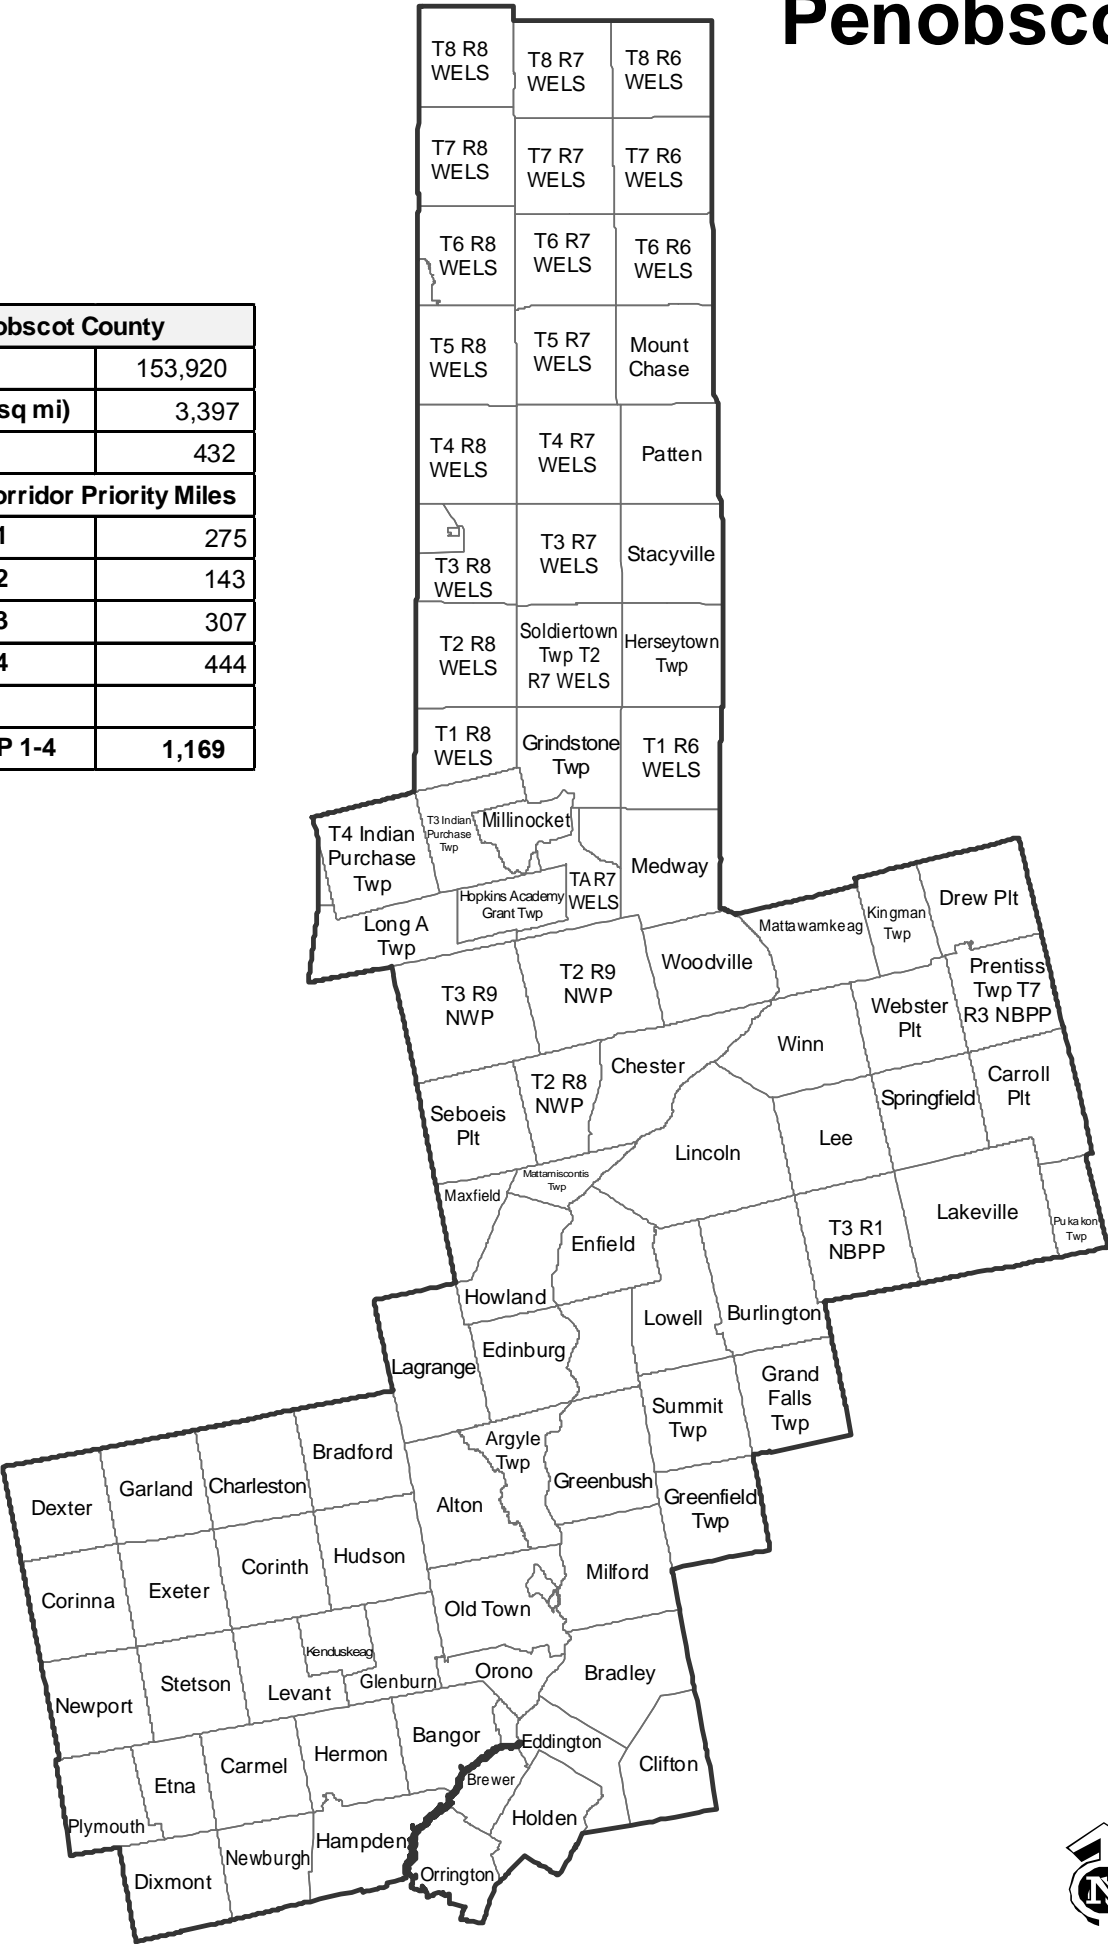 Penobsco
obscot County
153,920
sq mi) 3,397
432
orridor Priority Miles
1 275
2 143
3 307
4 444
P 1-4 1,169
T8 R8
WELS
T8 R7
WELS
T8 R6
WELS
T7 R8
WELS
T7 R7
WELS
T7 R6
WELS
T6 R8
WELS
T6 R7
WELS
T6 R6
WELS
T5 R8
WELS
T5 R7
WELS
Mount
Chase
T4 R8
WELS
T4 R7
WELS
Patten
T3 R8
WELS
T3 R7
WELS
Stacyville
T2 R8
WELS
Soldiertown
Twp T2
R7 WELS
Herseytown
Twp
T1 R8
WELS
Grindstone
Twp
T1 R6
WELS
T4 Indian
Purchase
Twp
T3 Indian
Purchase
Twp
Millinocket
Medway
TA R7
WELS
Hopkins Academy
Grant Twp
Long A
Twp
Mattawamkeag
Kingman
Twp
Drew Plt
Woodville
T2 R9
NWP
T3 R9
NWP
Prentiss
Twp T7
R3 NBPP
Webster
Plt
Winn
Chester
T2 R8
NWP
Seboeis
Plt
Springfield
Carroll
Plt
Lee
Lincoln
Mattamiscontis
Twp
Maxfield
Enfield
T3 R1
NBPP
Lakeville
Pukakon
Twp
Howland
Lowell
Burlington
Edinburg
Lagrange
Grand
Falls
Twp
Summit
Twp
Argyle
Twp
Greenbush
Greenfield
Twp
Bradford
Charleston
Garland
Dexter
Alton
Hudson
Corinth
Exeter
Corinna
Milford
Old Town
Kenduskeag
Glenburn
Orono
Bradley
Levant
Stetson
Newport
Bangor
Eddington
Clifton
Hermon
Carmel
Etna
Plymouth
Brewer
Holden
Hampden
Newburgh
Dixmont
Orrington
N